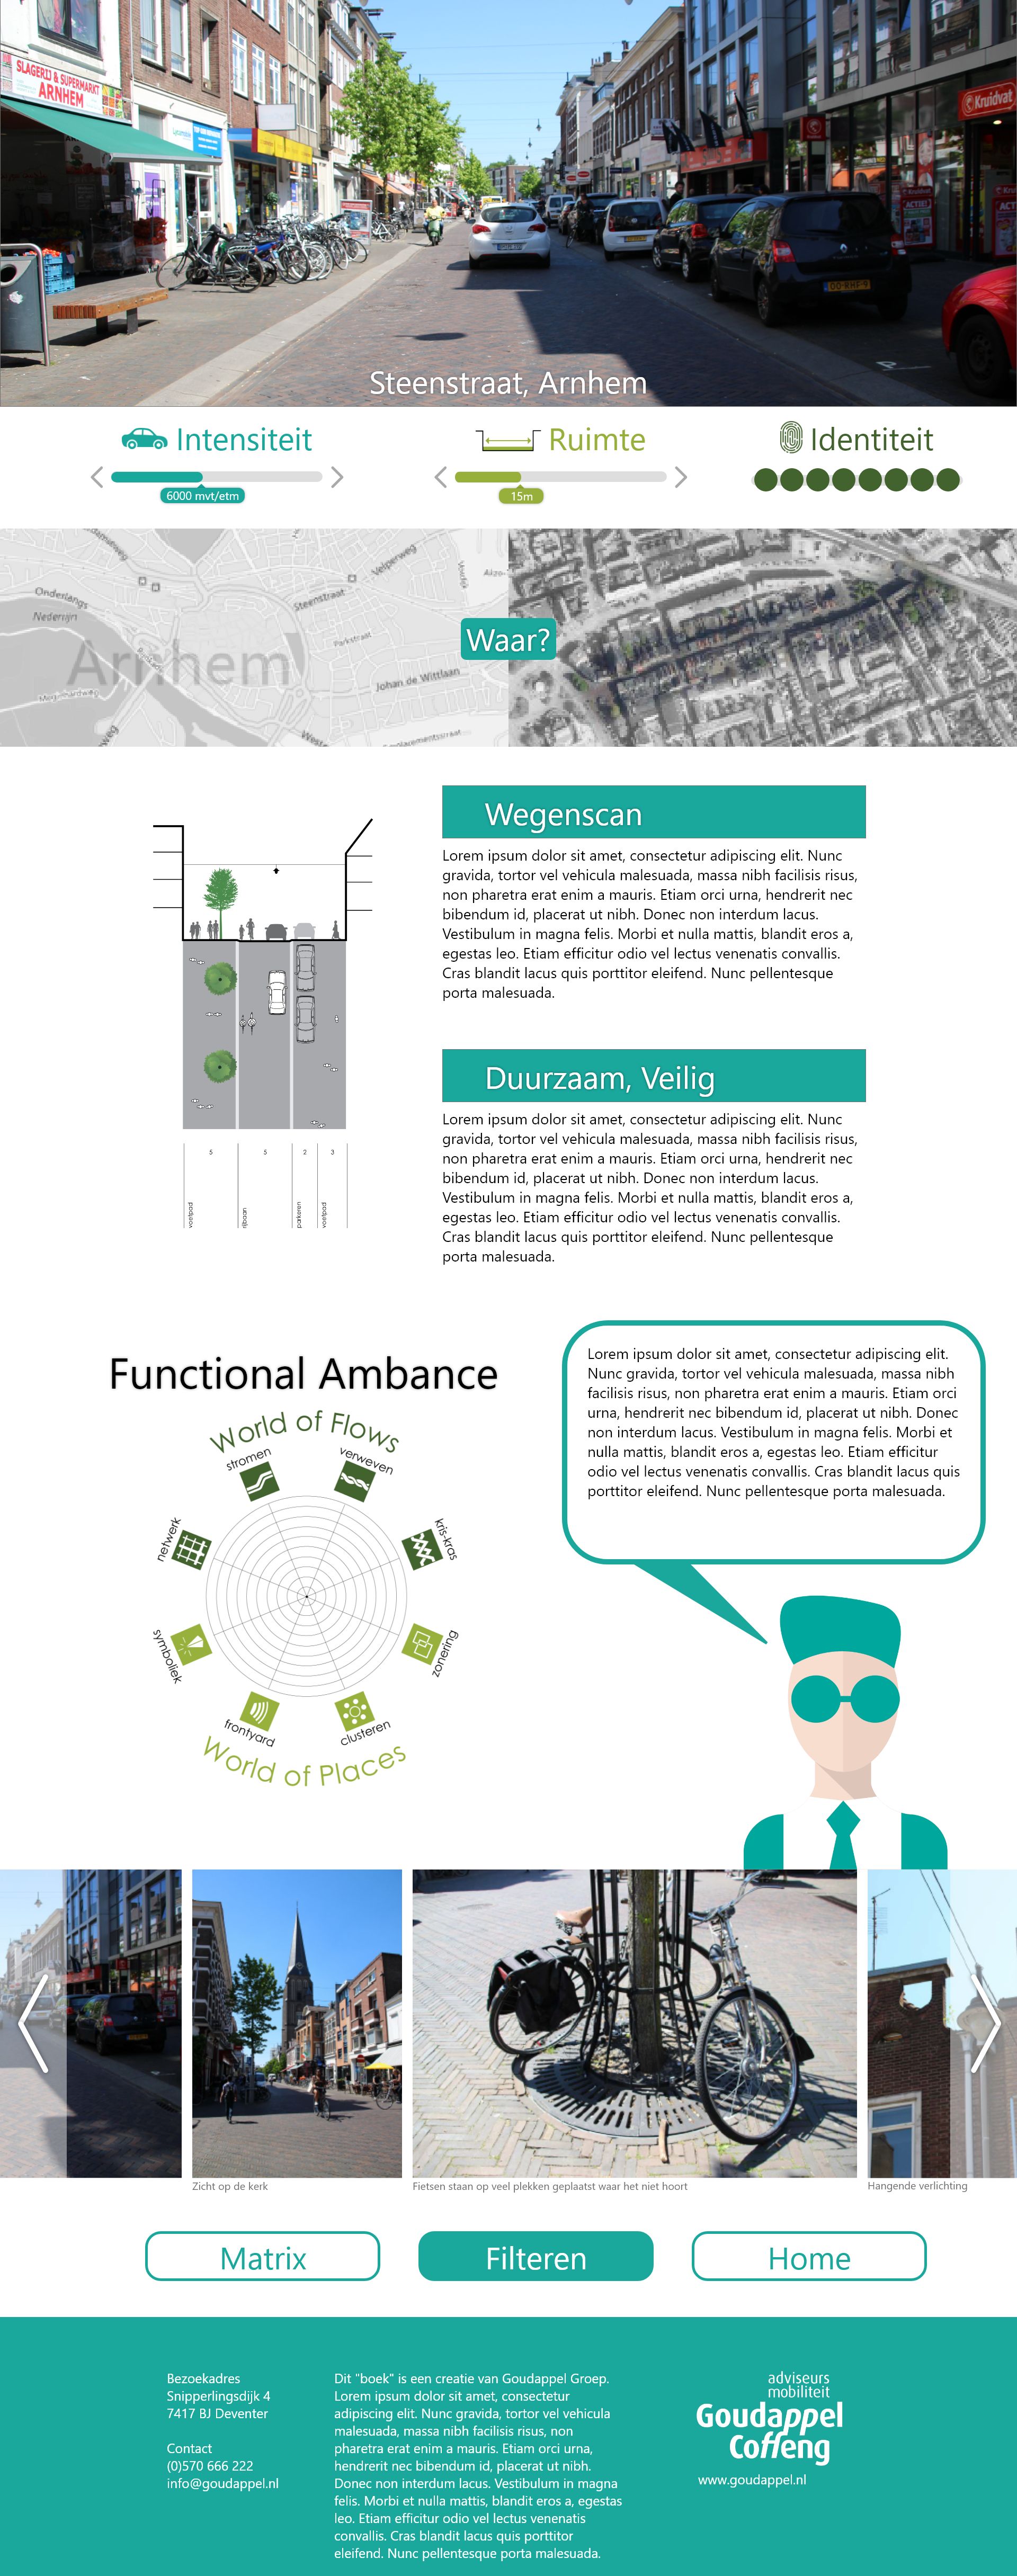 SLAGERIJ & SUPERMARKT
ARNHEM
Kruidvat
ACTIE!
ACT
Steenstraat, Arnhem
Intensiteit
Ruimte
Identiteit
6000 mvt/etm
15m
Velperweg
Onderlangs
Steenstraat
Nederrijn
Parkstraat
Arnhem
Johan de Wittlaan
Waar?
Wegenscan
Lorem ipsum dolor sit amet, consectetur adipiscing elit. Nunc
gravida, tortor vel vehicula malesuada, massa nibh facilisis risus,
non pharetra erat enim a mauris. Etiam orci urna, hendrerit nec
bibendum id, placerat ut nibh. Donec non interdum lacus.
Vestibulum in magna felis. Morbi et nulla mattis, blandit eros a,
egestas leo. Etiam efficitur odio vel lectus venenatis convallis.
Cras blandit lacus quis porttitor eleifend. Nunc pellentesque
porta malesuada.
Duurzaam, Veilig
Lorem ipsum dolor sit amet, consectetur adipiscing elit. Nunc
gravida, tortor vel vehicula malesuada, massa nibh facilisis risus,
non pharetra erat enim a mauris. Etiam orci urna, hendrerit nec
bibendum id, placerat ut nibh. Donec non interdum lacus.
Vestibulum in magna felis. Morbi et nulla mattis, blandit eros a,
egestas leo. Etiam efficitur odio vel lectus venenatis convallis.
Cras blandit lacus quis porttitor eleifend. Nunc pellentesque
porta malesuada.
5 5 2 3
voetpad rijbaan parkeren voetpad
Functional Ambance
World of Flows
stromen
verweven
netwerk
kris-kras
symboliek
zonering
frontyard
clusteren
World of Places
Lorem ipsum dolor sit amet, consectetur adipiscing elit.
Nunc gravida, tortor vel vehicula malesuada, massa nibh
facilisis risus, non pharetra erat enim a mauris. Etiam orci
urna, hendrerit nec bibendum id, placerat ut nibh. Donec
non interdum lacus. Vestibulum in magna felis. Morbi et
nulla mattis, blandit eros a, egestas leo. Etiam efficitur
odio vel lectus venenatis convallis. Cras blandit lacus quis
porttitor eleifend. Nunc pellentesque porta malesuada.
Zicht op de kerk
Fietsen staan op veel plekken geplaatst waar het niet hoort
Hangende verlichting
Matrix
Filteren
Home
Bezoekadres
Snipperlingsdijk 4
7417 BJ Deventer
Contact
(0)570 666 222
info@goudappel.nl
Dit "boek" is een creatie van Goudappel Groep.
Lorem ipsum dolor sit amet, consectetur
adipiscing elit. Nunc gravida, tortor vel vehicula
malesuada, massa nibh facilisis risus, non
pharetra erat enim a mauris. Etiam orci urna,
hendrerit nec bibendum id, placerat ut nibh.
Donec non interdum lacus. Vestibulum in magna
felis. Morbi et nulla mattis, blandit eros a, egestas
leo. Etiam efficitur odio vel lectus venenatis
convallis. Cras blandit lacus quis porttitor
eleifend. Nunc pellentesque porta malesuada.
adviseurs
mobiliteit
Goudappel
Coffeng
www.goudappel.nl